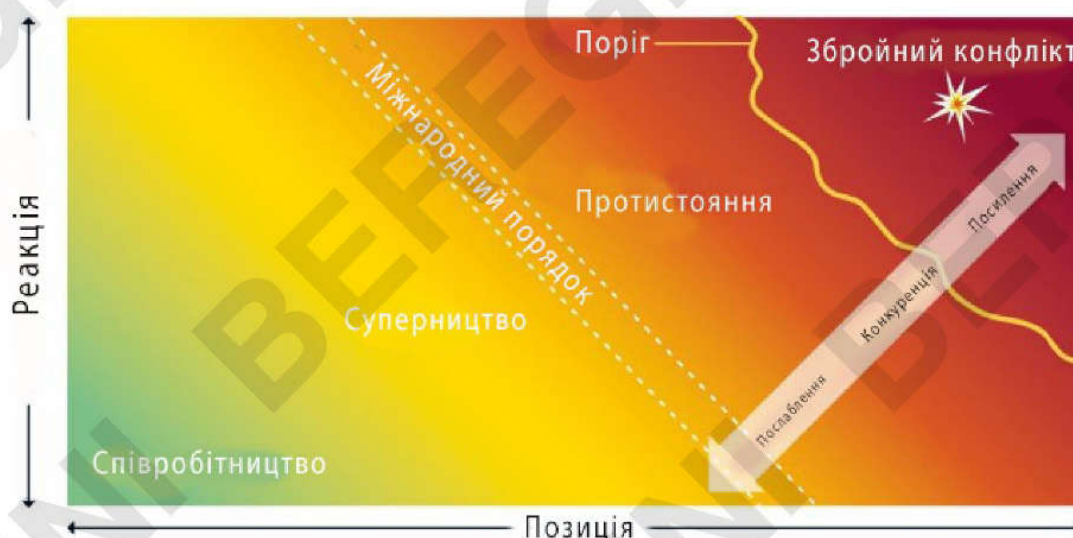 Поріг
Збройний конфлікт
Міжнародний порядок
Протистояння
Посилення
Конкуренція
Послаблення
Суперництво
Співробітництво
Реакція
Позиція